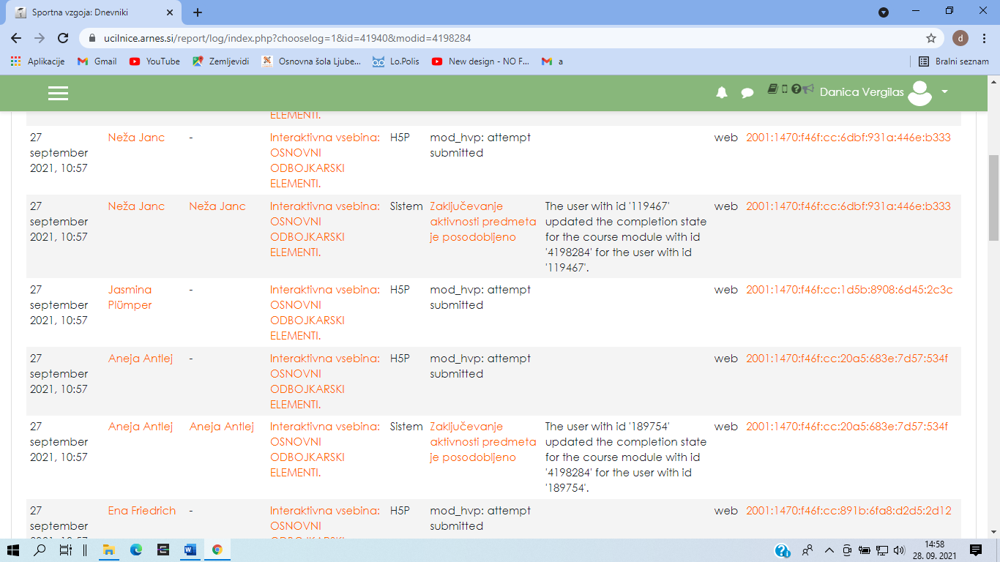 Sportna vzgoja: Dnevniki
ucilnice.arnes.si/report/log/index.php?chooselog=1&id=41940&modid=4198284
d
Aplikacije Gmail YouTube Zemljevidi Osnovna šola Ljube... Lo.Polis New design - NO F... a Bralni seznam
Danica Vergilas
ELEMENTI.
27 Neža Janc - Interaktivna vsebina: H5P mod_hvp: attempt web 2001:1470:f46f:cc:6dbf:931a:446e:b333
september OSNOVNI submitted
2021, 10:57 ODBOJKARSKI
ELEMENTI.
27 Neža Janc Neža Janc Interaktivna vsebina: Sistem Zaključevanje The user with id '119467' web 2001:1470:f46f:cc:6dbf:931a:446e:b333
september OSNOVNI aktivnosti predmeta updated the completion state
2021, 10:57 ODBOJKARSKI je posodobljeno for the course module with id
ELEMENTI. '4198284' for the user with id
'119467'.
27 Jasmina - Interaktivna vsebina: H5P mod_hvp: attempt web 2001:1470:f46f:cc:1d5b:8908:6d45:2c3c
september Plümper OSNOVNI submitted
2021, 10:57 ODBOJKARSKI
ELEMENTI.
27 Aneja Antlej - Interaktivna vsebina: H5P mod_hvp: attempt web 2001:1470:f46f:cc:20a5:683e:7d57:534f
september OSNOVNI submitted
2021, 10:57 ODBOJKARSKI
ELEMENTI.
27 Aneja Antlej Aneja Antlej Interaktivna vsebina: Sistem Zaključevanje The user with id '189754' web 2001:1470:f46f:cc:20a5:683e:7d57:534f
september OSNOVNI aktivnosti predmeta updated the completion state
2021, 10:57 ODBOJKARSKI je posodobljeno for the course module with id
ELEMENTI. '4198284' for the user with id
'189754'.
27 Ena Friedrich - Interaktivna vsebina: H5P mod_hvp: attempt web 2001:1470:f46f:cc:891b:6fa8:d2d5:2d12
september OSNOVNI submitted
14:58
28. 09. 2021